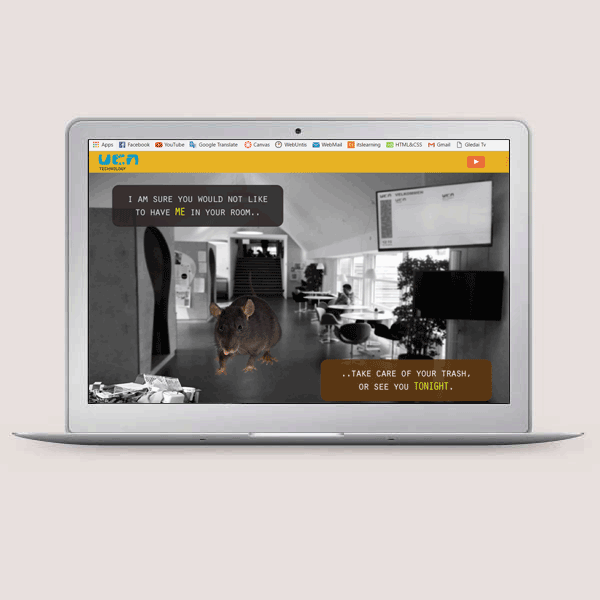 Apps Facebook YouTube Google Translate Canvas WebUntis WebMail itslearning HTML&CSS Gmail Gledai Tv
ucn
TECHNOLOGY
I AM SURE YOU WOULD NOT LIKE
TO HAVE ME IN YOUR ROOM..
..TAKE CARE OF YOUR TRASH,
OR SEE YOU TONIGHT.